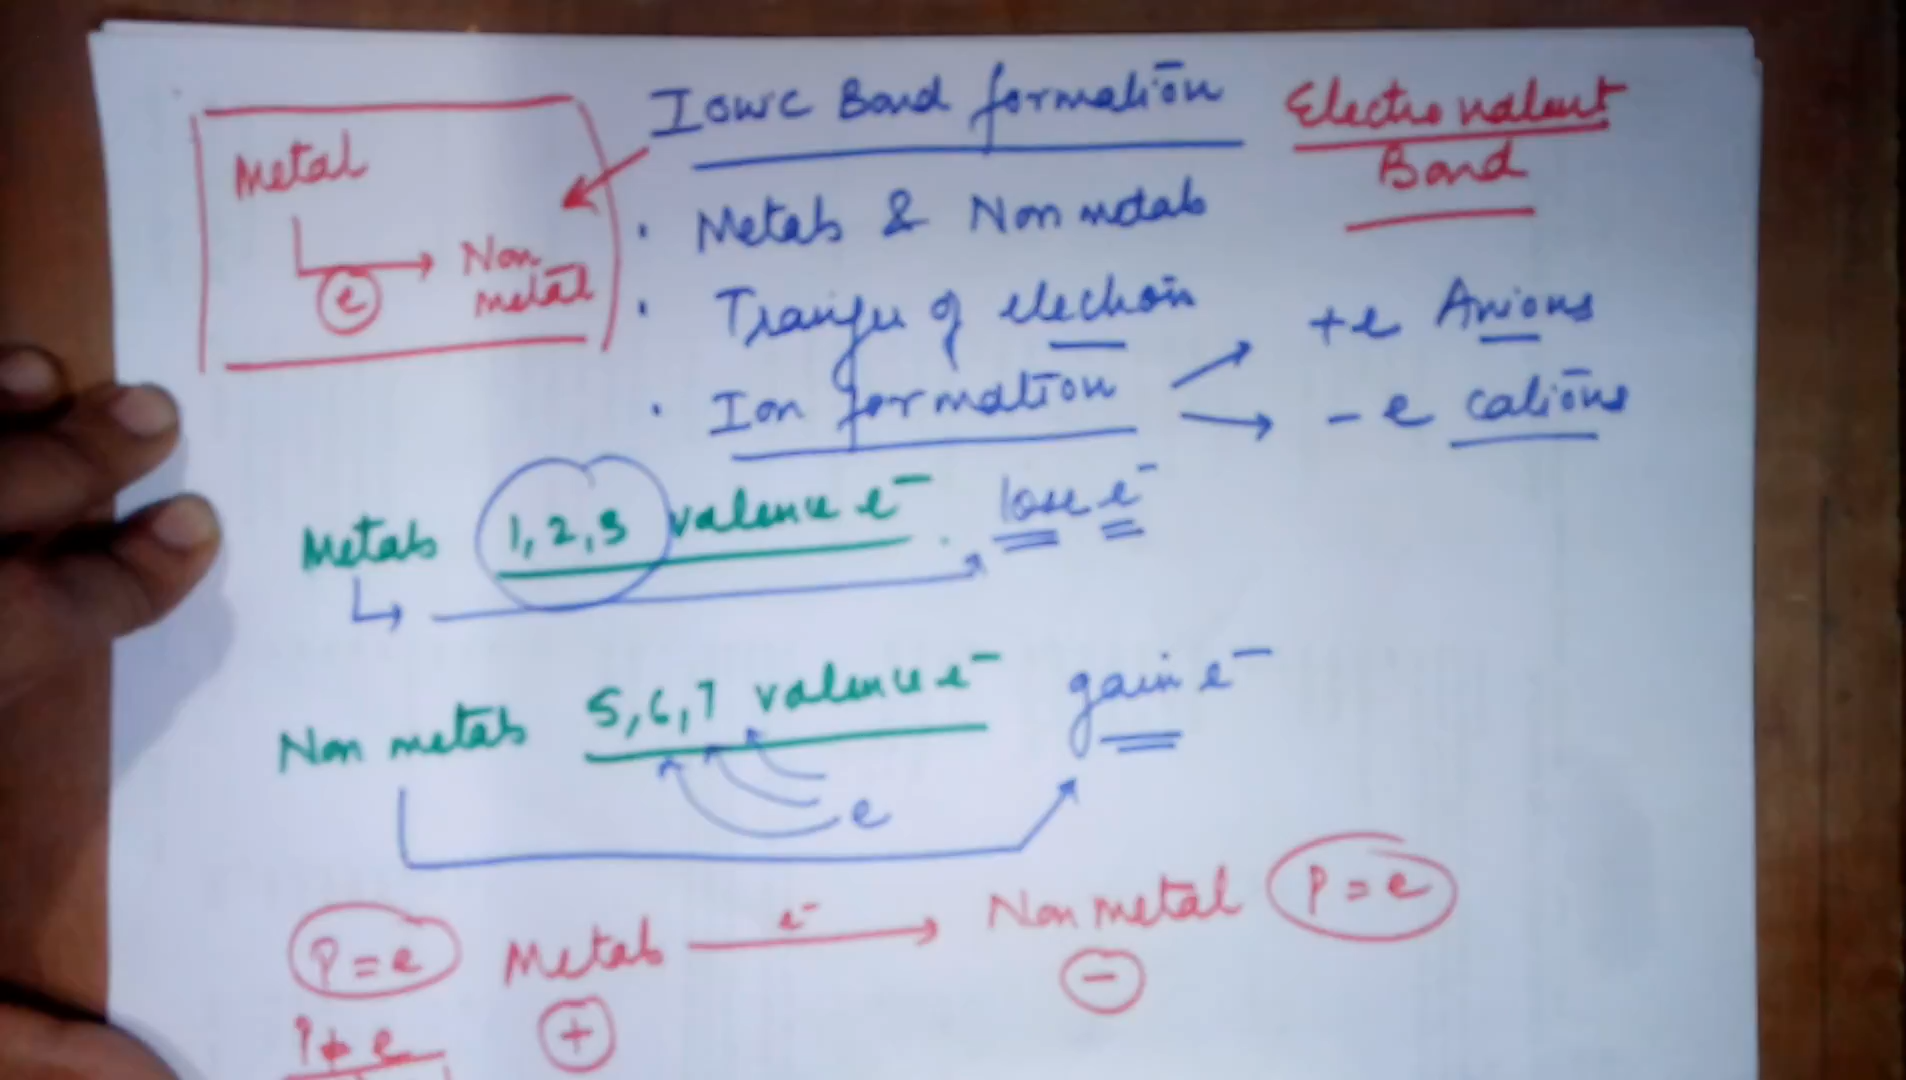 Ionic Bond formation
Electrovalent
Bond
Metal
e
Non
metal
· Metals & Non metals
· Transfer of electron
· Ion formation
+e Anions
- e cations
Metals 1,2,3 valence e⁻. lose e⁻
Non metals 5,6,7 valence e⁻ gain e⁻
e
P = e Metals e⁻ Non metal P = e
+ -
P ≠ e